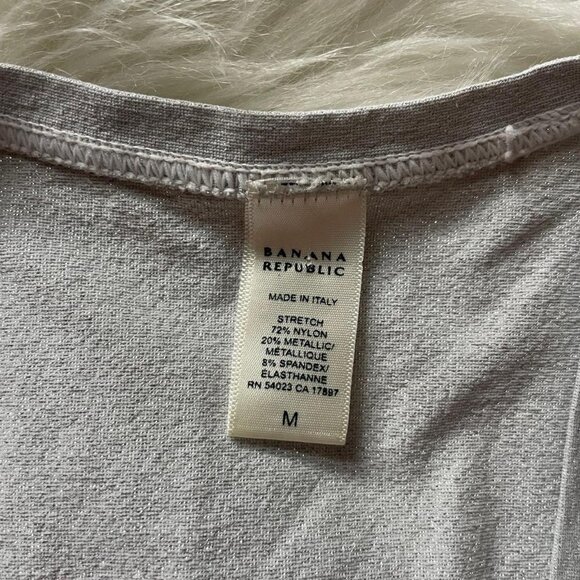 BANANA
REPUBLIC
MADE IN ITALY
STRETCH
72% NYLON
20% METALLIC/
MÉTALLIQUE
8% SPANDEX/
ÉLASTHANNE
RN 54023 CA 17897
M